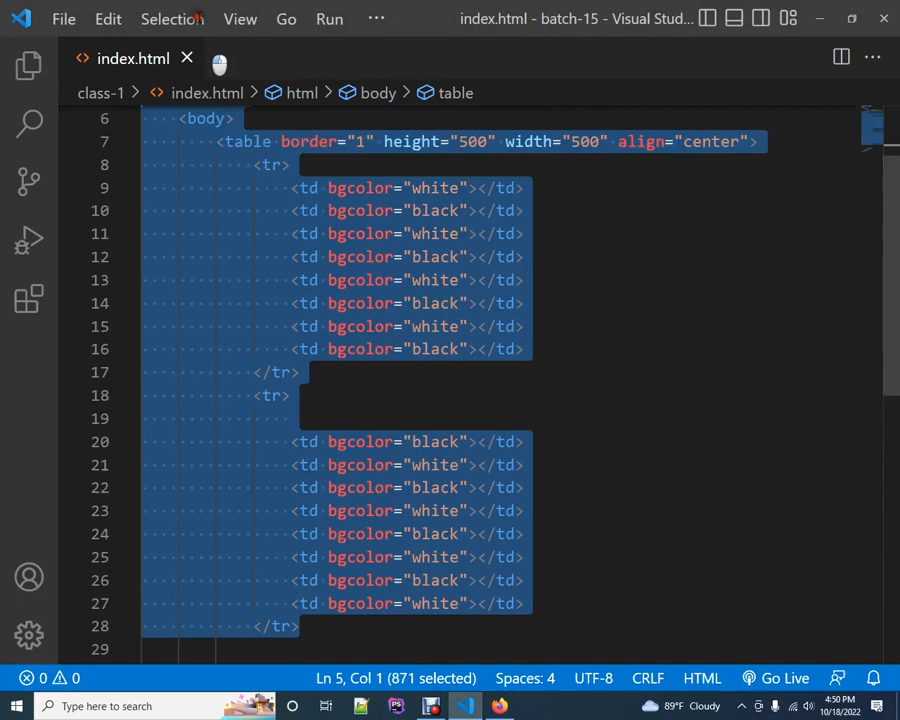 File Edit Selection View Go Run ··· index.html - batch-15 - Visual Stud...
index.html
class-1 > index.html > html > body > table
6 <body>
7 <table border="1" height="500" width="500" align="center">
8 <tr>
9 <td bgcolor="white"></td>
10 <td bgcolor="black"></td>
11 <td bgcolor="white"></td>
12 <td bgcolor="black"></td>
13 <td bgcolor="white"></td>
14 <td bgcolor="black"></td>
15 <td bgcolor="white"></td>
16 <td bgcolor="black"></td>
17 </tr>
18 <tr>
19
20 <td bgcolor="black"></td>
21 <td bgcolor="white"></td>
22 <td bgcolor="black"></td>
23 <td bgcolor="white"></td>
24 <td bgcolor="black"></td>
25 <td bgcolor="white"></td>
26 <td bgcolor="black"></td>
27 <td bgcolor="white"></td>
28 </tr>
29
0 0 Ln 5, Col 1 (871 selected) Spaces: 4 UTF-8 CRLF HTML Go Live
Type here to search PS 89°F Cloudy 4:50 PM
10/18/2022